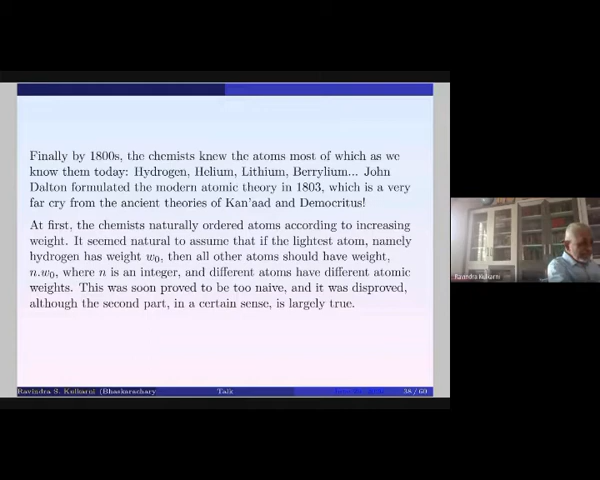 Finally by 1800s, the chemists knew the atoms most of which as we
know them today: Hydrogen, Helium, Lithium, Berrylium... John
Dalton formulated the modern atomic theory in 1803, which is a very
far cry from the ancient theories of Kan'aad and Democritus!
At first, the chemists naturally ordered atoms according to increasing
weight. It seemed natural to assume that if the lightest atom, namely
hydrogen has weight w₀, then all other atoms should have weight,
n.w₀, where n is an integer, and different atoms have different atomic
weights. This was soon proved to be too naive, and it was disproved,
although the second part, in a certain sense, is largely true.
Ravindra S. Kulkarni (Bhaskarachary Talk 38 / 60
Ravindra Kulkarni